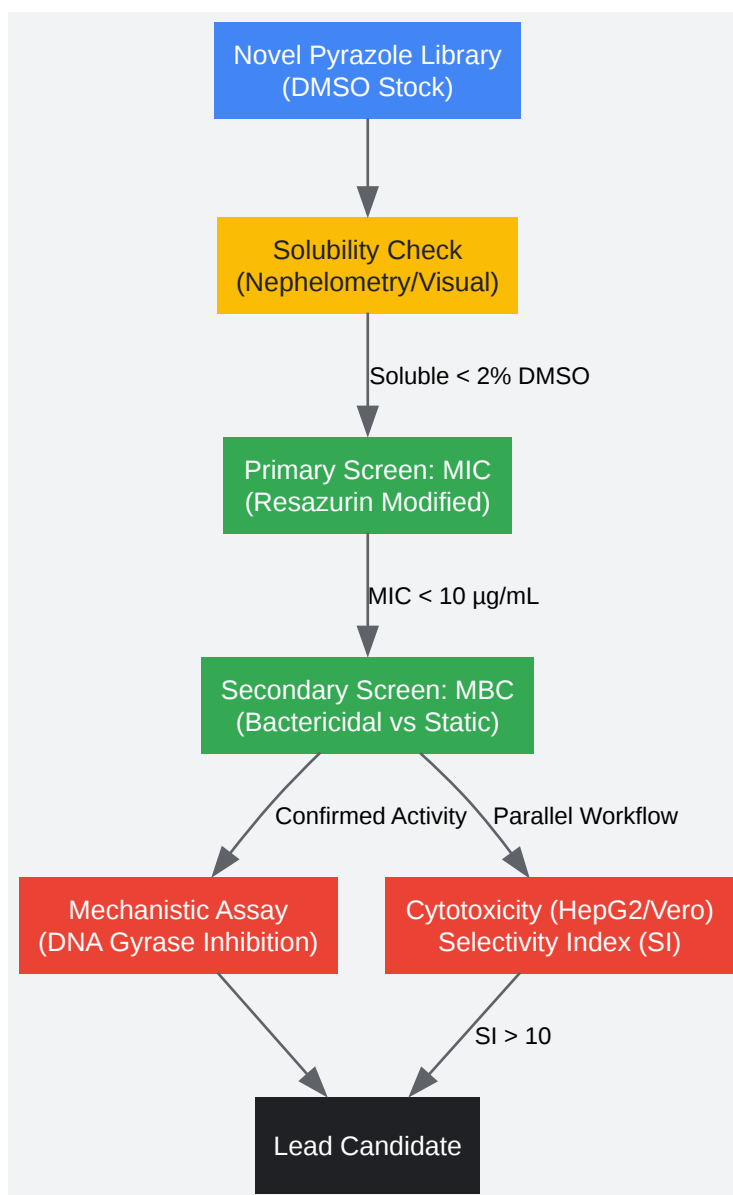 Novel Pyrazole Library
(DMSO Stock)
Solubility Check
(Nephelometry/Visual)
Soluble < 2% DMSO
Primary Screen: MIC
(Resazurin Modified)
MIC < 10 µg/mL
Secondary Screen: MBC
(Bactericidal vs Static)
Confirmed Activity
Parallel Workflow
Mechanistic Assay
(DNA Gyrase Inhibition)
Cytotoxicity (HepG2/Vero)
Selectivity Index (SI)
SI > 10
Lead Candidate